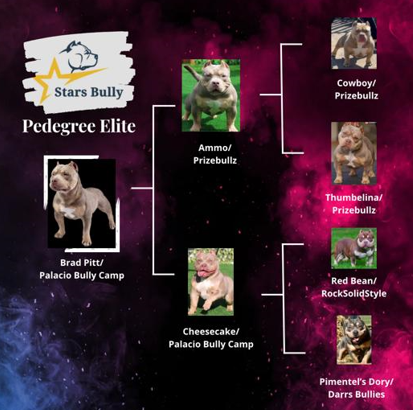 Stars Bully
Pedegree Elite
Brad Pitt/
Palacio Bully Camp
Ammo/
Prizebullz
Cheesecake/
Palacio Bully Camp
Cowboy/
Prizebullz
Thumbelina/
Prizebullz
Red Bean/
RockSolidStyle
Pimentel's Dory/
Darrs Bullies